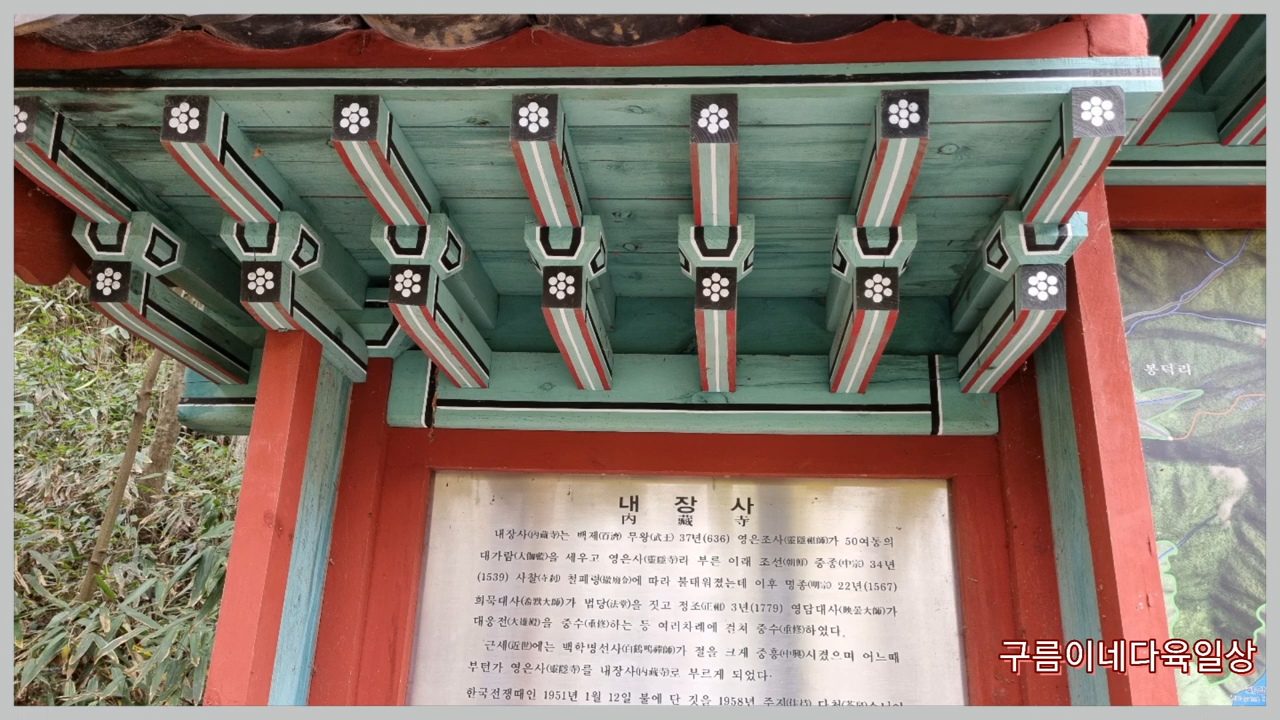 내 장 사
內 藏 寺
내장사(內藏寺)는 백제(百濟) 무왕(武王) 37년(636) 영은조사(靈隱祖師)가 50여동의
대가람(大伽藍)을 세우고 영은사(靈隱寺)라 부른 이래 조선(朝鮮) 중종(中宗) 34년
(1539) 사찰(寺刹) 철폐령에 따라 불태워졌는데 이후 명종(明宗) 22년(1567)
희묵대사(希默大師)가 법당(法堂)을 짓고 정조(正祖) 3년(1779) 영담대사(映曇大師)가
대웅전(大雄殿)을 중수(重修)하는 등 여러차례에 걸쳐 중수(重修)하였다.
근세(近世)에는 백학명선사(白鶴鳴禪師)가 절을 크게 중흥(中興)시켰으며 어느때
부턴가 영은사(靈隱寺)를 내장사(內藏寺)로 부르게 되었다.
한국전쟁때인 1951년 1월 12일 불에 탄 것을 1958년 주지(住持)
봉덕리
구름이네다육일상